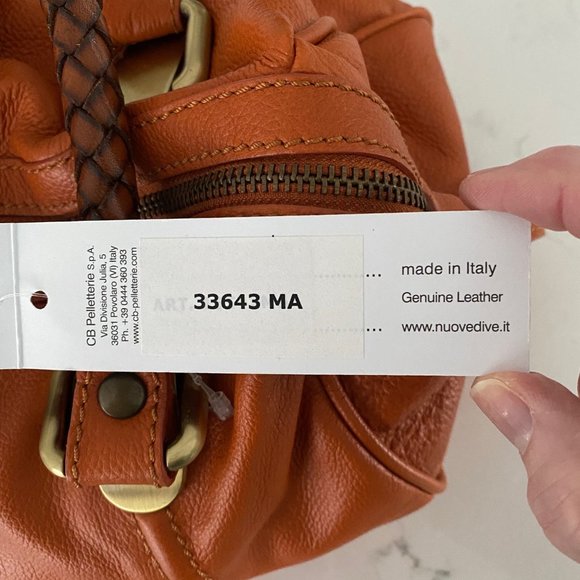 CB Pelletterie S.p.A.
Via Divisione Julia, 5
36031 Povolaro (VI) Italy
Ph. +39 0444 360 393
www.cb-pelletterie.com
ART.
33643 MA
made in Italy
Genuine Leather
www.nuovedive.it